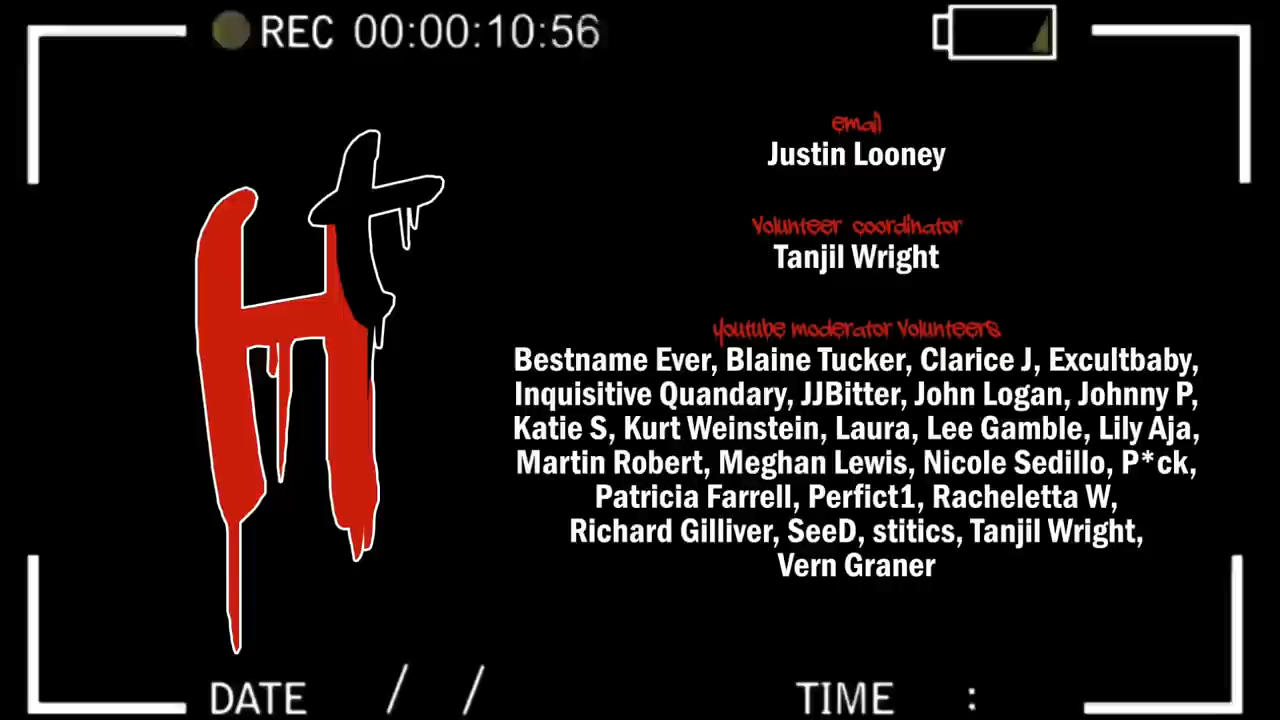 REC 00:00:10:56
email
Justin Looney
Volunteer coordinator
Tanjil Wright
youtube moderator Volunteers
Bestname Ever, Blaine Tucker, Clarice J, Excultbaby,
Inquisitive Quandary, JJBitter, John Logan, Johnny P,
Katie S, Kurt Weinstein, Laura, Lee Gamble, Lily Aja,
Martin Robert, Meghan Lewis, Nicole Sedillo, P*ck,
Patricia Farrell, Perfict1, Racheletta W,
Richard Gilliver, SeeD, stitics, Tanjil Wright,
Vern Graner
Ht
DATE / / TIME :